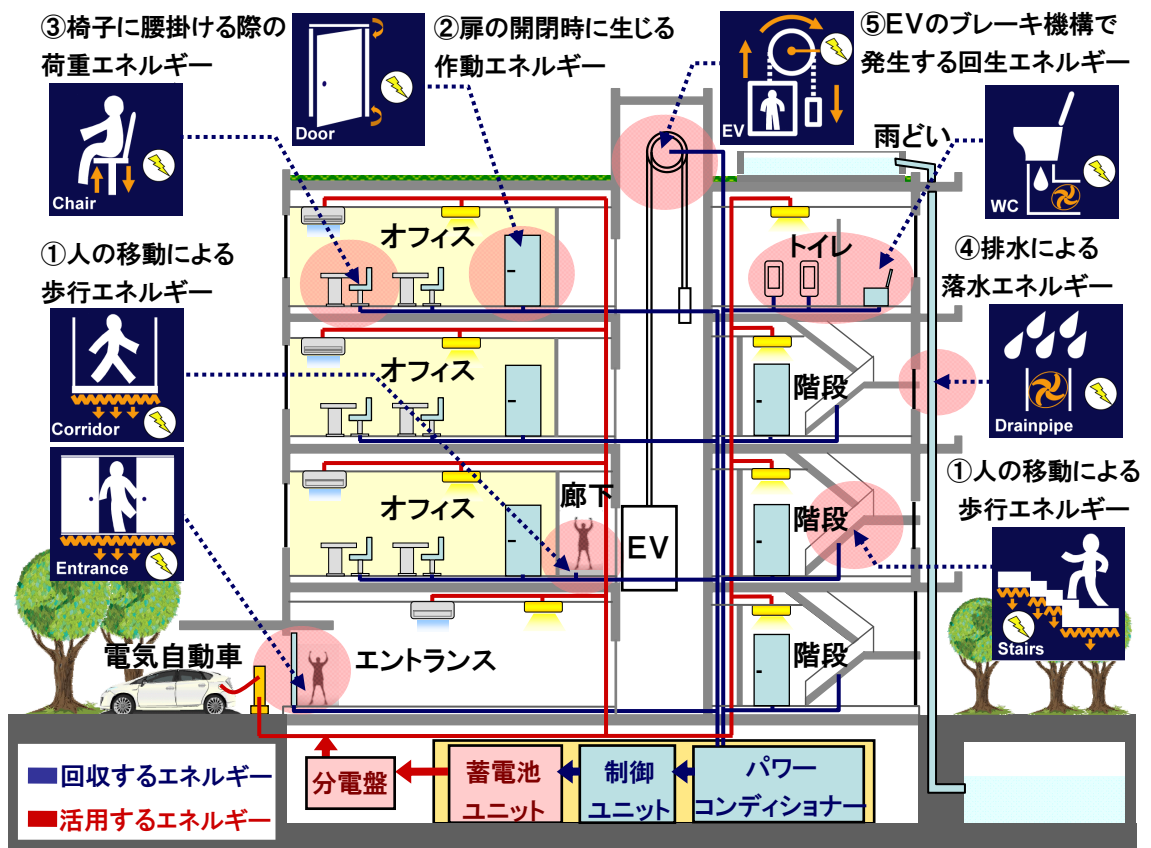 ③椅子に腰掛ける際の
荷重エネルギー
Chair
②扉の開閉時に生じる
作動エネルギー
Door
⑤EVのブレーキ機構で
発生する回生エネルギー
EV
雨どい
WC
①人の移動による
歩行エネルギー
Corridor
Entrance
オフィス
トイレ
④排水による
落水エネルギー
Drainpipe
オフィス
階段
オフィス
廊下
EV
階段
①人の移動による
歩行エネルギー
Stairs
電気自動車
エントランス
階段
回収するエネルギー
活用するエネルギー
分電盤
蓄電池
ユニット
制御
ユニット
パワー
コンディショナー